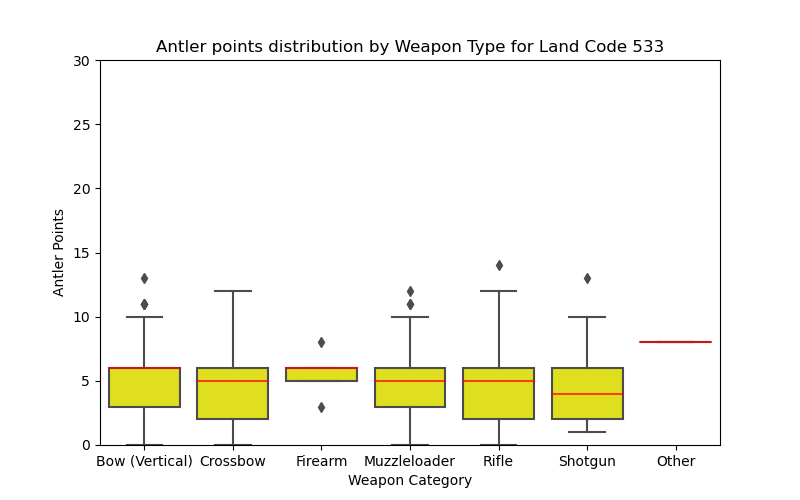 Antler points distribution by Weapon Type for Land Code 533
30
25
20
15
10
5
0
Antler Points
Bow (Vertical) Crossbow Firearm Muzzleloader Rifle Shotgun Other
Weapon Category